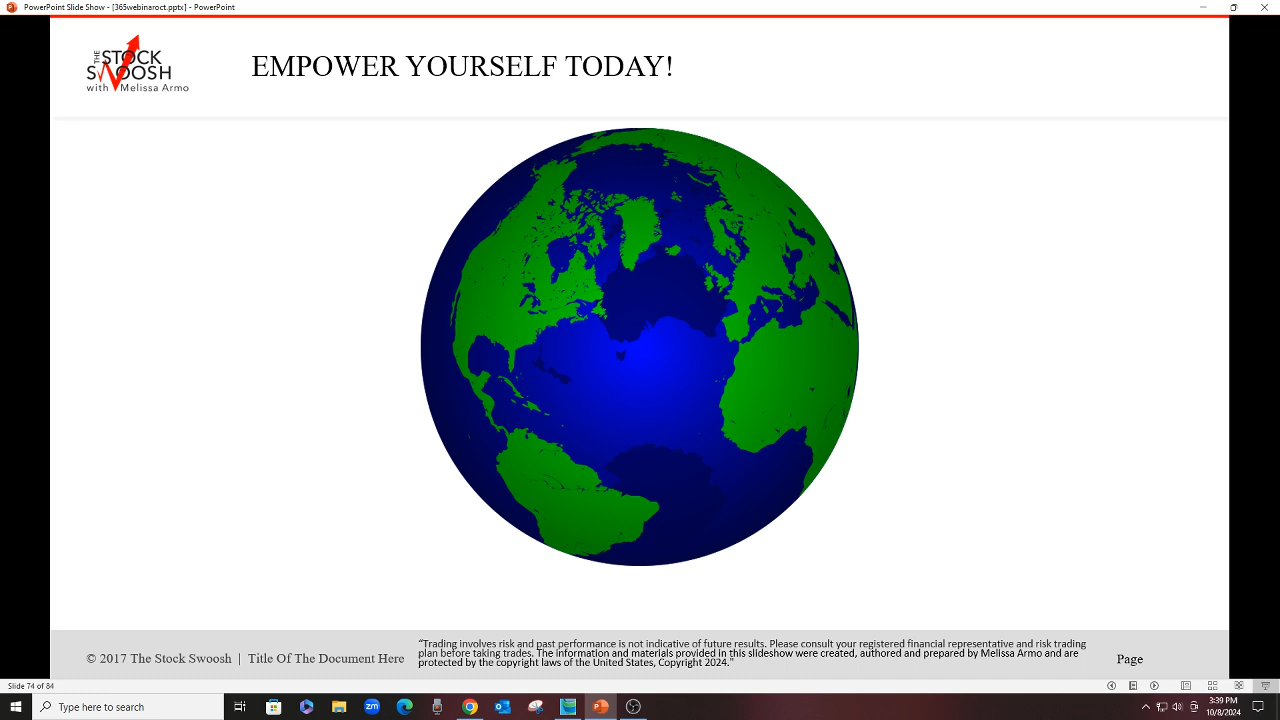 PowerPoint Slide Show - [365webinaroct.pptx] - PowerPoint
THE STOCK
SWOOSH
with Melissa Armo
EMPOWER YOURSELF TODAY!
© 2017 The Stock Swoosh | Title Of The Document Here
"Trading involves risk and past performance is not indicative of future results. Please consult your registered financial representative and risk trading
plan before taking trades. The information and materials provided in this slideshow were created, authored and prepared by Melissa Armo and are
protected by the copyright laws of the United States, Copyright 2024."
Page
Slide 74 of 84
Type here to search
zm
3:39 PM
10/8/2024